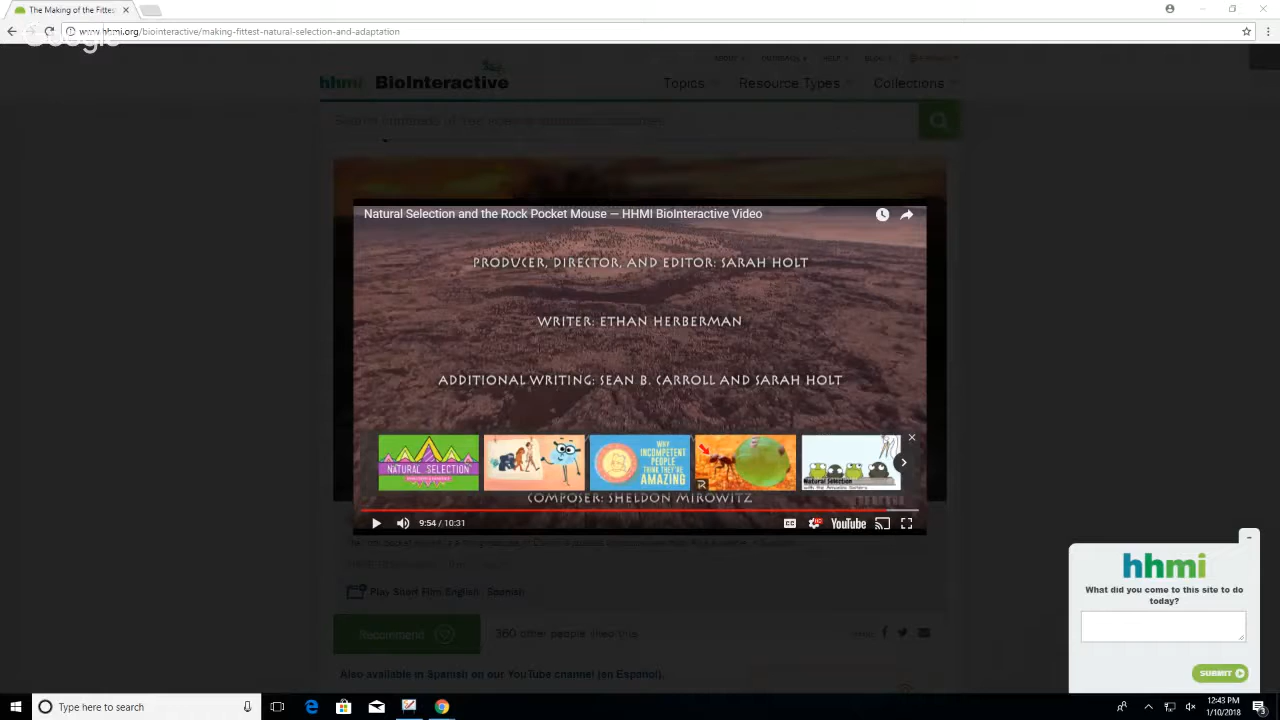 The Making of the Fittes
Google
www.hhmi.org/biointeractive/making-fittest-natural-selection-and-adaptation
hhmi BioInteractive
Topics
Resource Types
Collections
Natural Selection and the Rock Pocket Mouse — HHMI BioInteractive Video
PRODUCER, DIRECTOR, AND EDITOR: SARAH HOLT
WRITER: ETHAN HERBERMAN
ADDITIONAL WRITING: SEAN B. CARROLL AND SARAH HOLT
NATURAL SELECTION
WHY
INCOMPETENT
PEOPLE
THINK THEY'RE
AMAZING
R
Natural Selection
COMPOSER: SHELDON MIROWITZ
9:54 / 10:31
CC
HD
YouTube
Play Short Film English Spanish
Recommend
360 other people liked this
Also available in Spanish on our YouTube channel (en Español).
hhmi
What did you come to this site to do
today?
SUBMIT
Type here to search
12:43 PM
1/10/2018
3